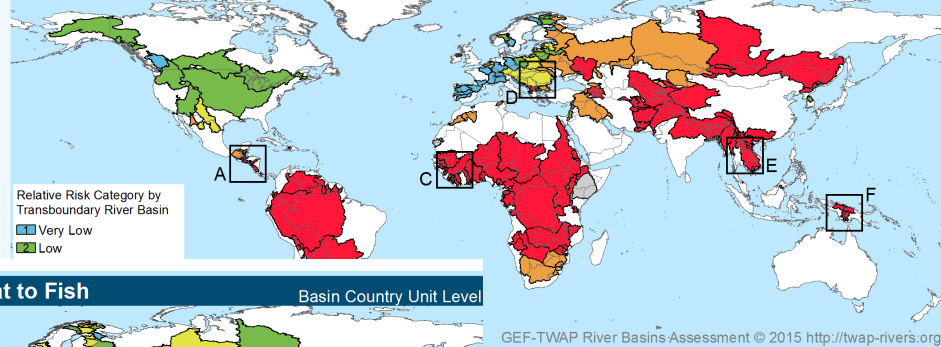 D
A
C
E
F
Relative Risk Category by
Transboundary River Basin
1 Very Low
2 Low
at to Fish
Basin Country Unit Level
GEF-TWAP River Basins Assessment © 2015 http://twap-rivers.org